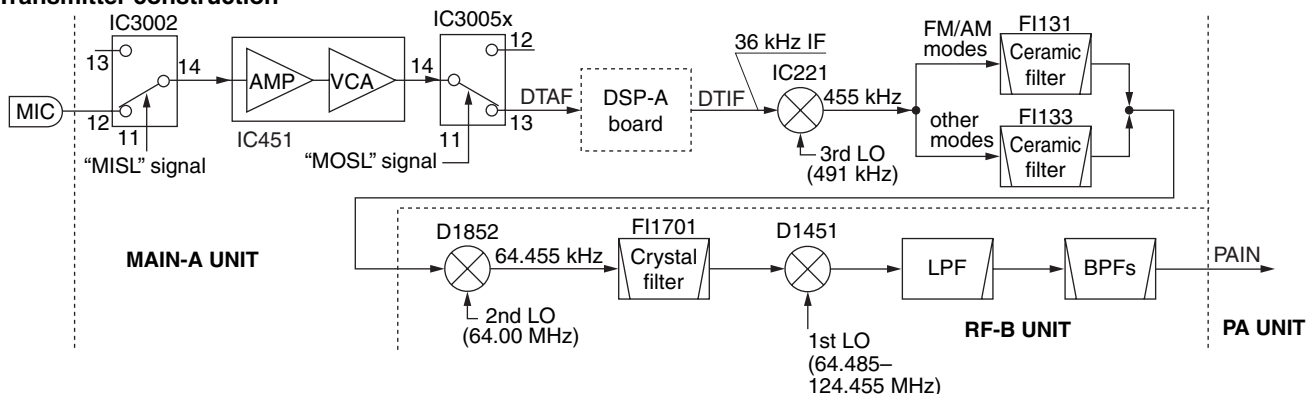 Transmitter construction
IC3002
13
14
12
11
MIC
"MISL" signal
AMP
VCA
IC451
14
IC3005x
12
13
11
"MOSL" signal
DTAF
DSP-A
board
DTIF
36 kHz IF
IC221
455 kHz
3rd LO
(491 kHz)
FM/AM
modes
FI131
Ceramic
filter
other
modes
FI133
Ceramic
filter
MAIN-A UNIT
D1852
64.455 kHz
2nd LO
(64.00 MHz)
FI1701
Crystal
filter
D1451
1st LO
(64.485–
124.455 MHz)
LPF
BPFs
PAIN
RF-B UNIT
PA UNIT